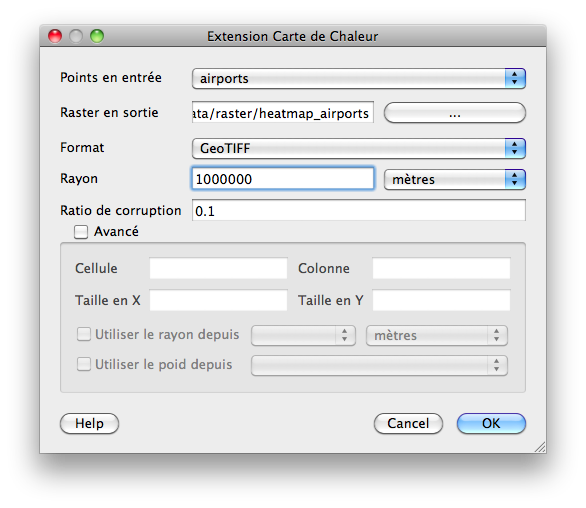 Extension Carte de Chaleur
Points en entrée airports
Raster en sortie ata/raster/heatmap_airports ...
Format GeoTIFF
Rayon 1000000 mètres
Ratio de corruption 0.1
Avancé
Cellule Colonne
Taille en X Taille en Y
Utiliser le rayon depuis mètres
Utiliser le poid depuis
Help Cancel OK